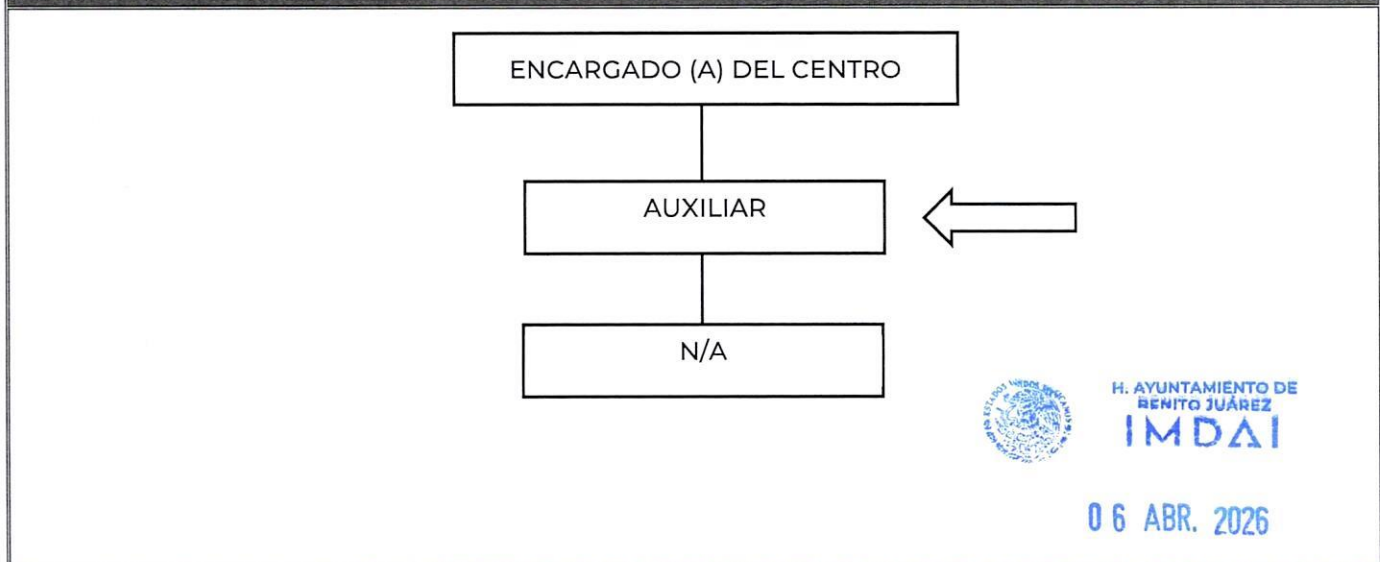 ENCARGADO (A) DEL CENTRO
AUXILIAR
N/A
H. AYUNTAMIENTO DE
BENITO JUÁREZ
IMDAI
06 ABR. 2026